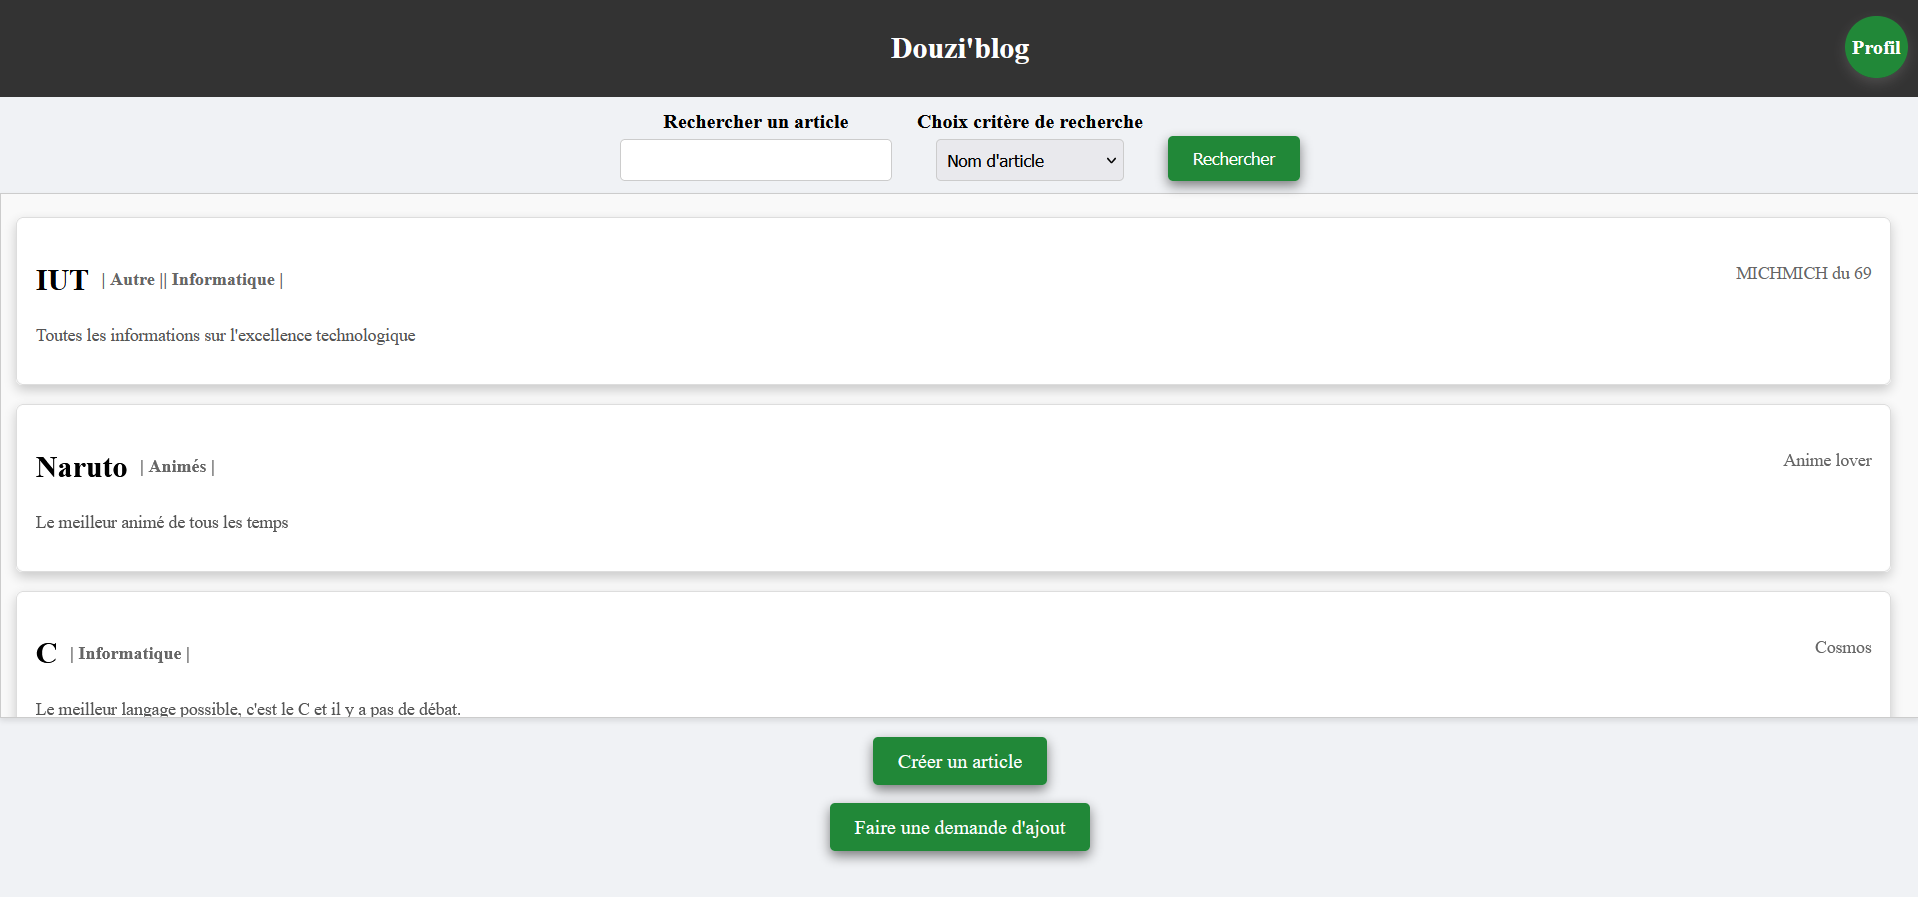 Douzi'blog
Profil
Rechercher un article
Choix critère de recherche
Nom d'article
Rechercher
IUT | Autre || Informatique |
MICHMICH du 69
Toutes les informations sur l'excellence technologique
Naruto | Animés |
Anime lover
Le meilleur animé de tous les temps
C | Informatique |
Cosmos
Le meilleur langage possible, c'est le C et il y a pas de débat.
Créer un article
Faire une demande d'ajout